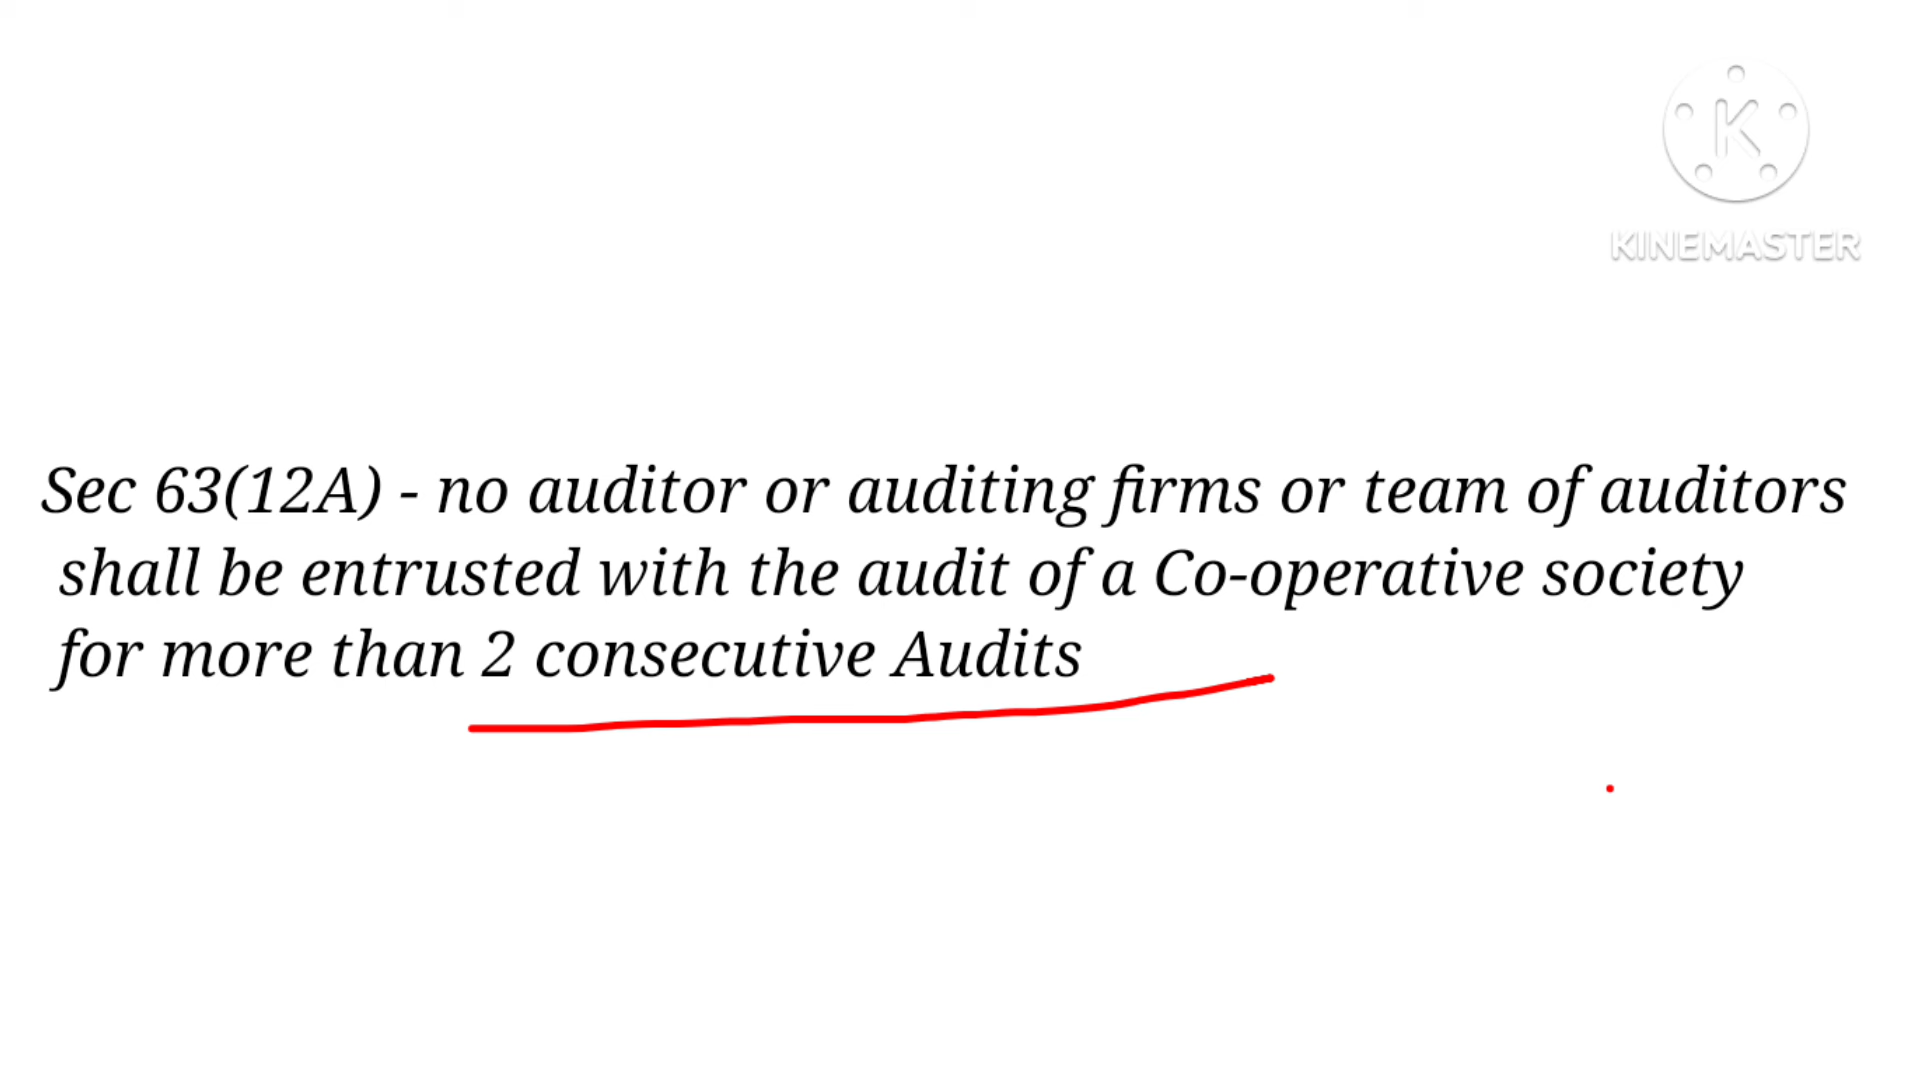 K
KINEMASTER
Sec 63(12A) - no auditor or auditing firms or team of auditors
shall be entrusted with the audit of a Co-operative society
for more than 2 consecutive Audits